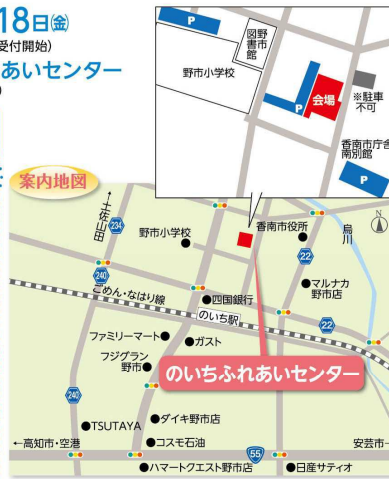 18日㊎
受付開始)
あいセンター
P
野市
図書館
野市小学校
会場
※駐車
不可
P
香南市庁舎
南別館
P
案内地図
←土佐山田
234
野市小学校
香南市役所
烏川
N
22
240
ごめん・なはり線
四国銀行
マルナカ
野市店
のいち駅
22
ファミリーマート
ガスト
フジグラン
野市
のいちふれあいセンター
240
TSUTAYA
ダイキ野市店
←高知市・空港
コスモ石油
55
安芸市
ハマートクエスト野市店
日産サティオ